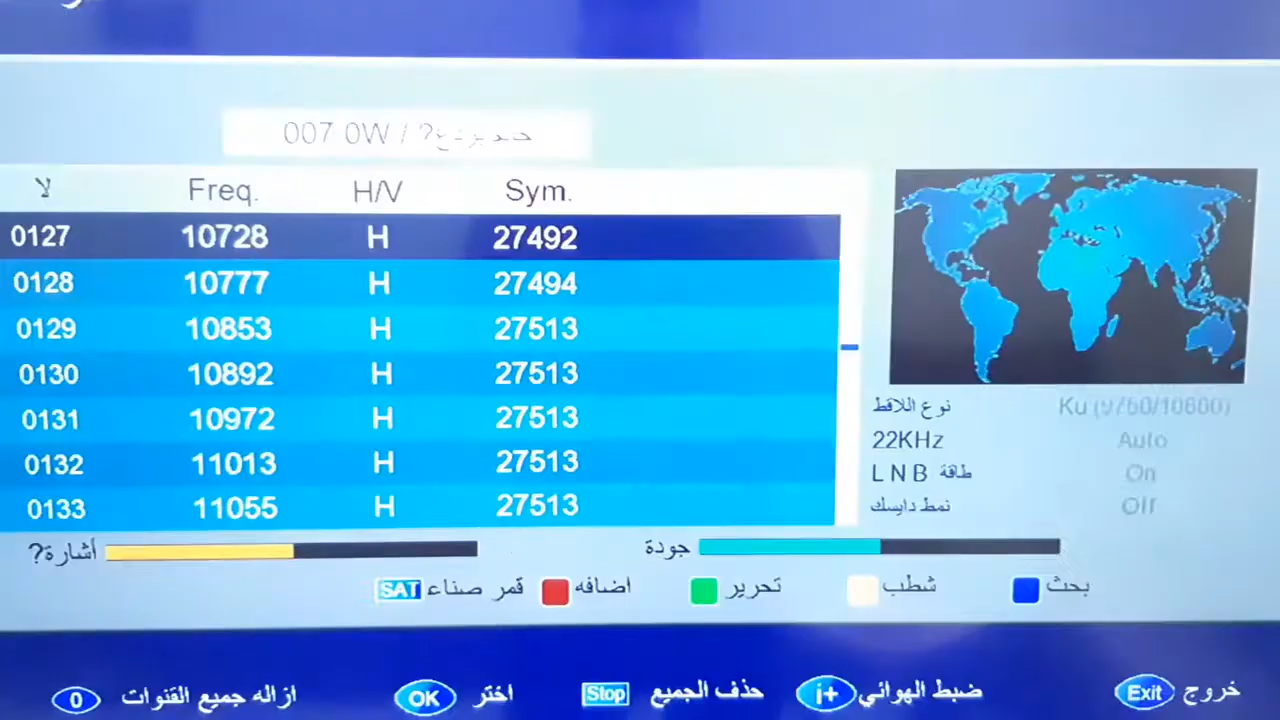 007 0W /
لا Freq. H/V Sym.
0127 10728 H 27492
0128 10777 H 27494
0129 10853 H 27513
0130 10892 H 27513
0131 10972 H 27513
0132 11013 H 27513
0133 11055 H 27513
نوع اللاقط Ku (9750/10600)
22KHz Auto
طاقة LNB On
نمط دايسك Off
أشارة?
جودة
SAT قمر صناء
اضافه
تحرير
شطب
بحث
0 ازاله جميع القنوات
OK اختر
Stop حذف الجميع
i+ ضبط الهوائي
Exit خروج